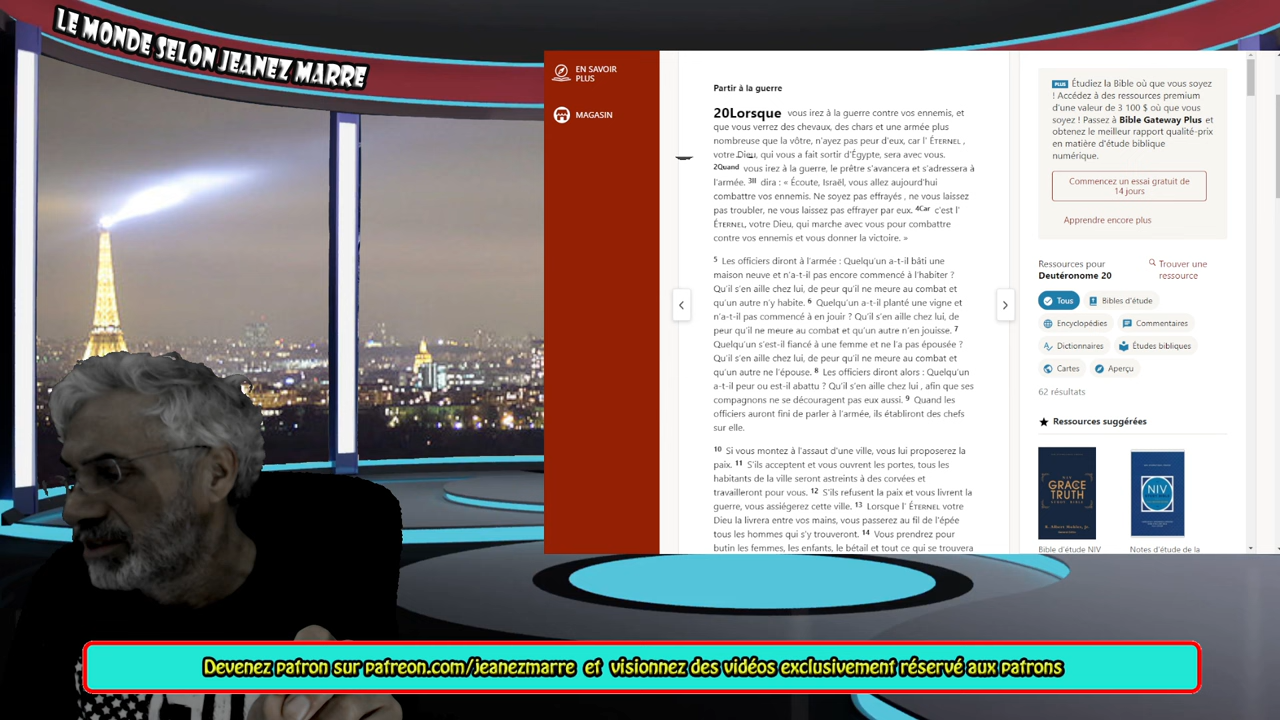 LE MONDE SELON JEANEZ MARRE
EN SAVOIR
PLUS
MAGASIN
Partir à la guerre
20Lorsque vous irez à la guerre contre vos ennemis, et
que vous verrez des chevaux, des chars et une armée plus
nombreuse que la vôtre, n'ayez pas peur d'eux, car l' ÉTERNEL ,
votre Dieu, qui vous a fait sortir d'Égypte, sera avec vous.
2Quand vous irez à la guerre, le prêtre s'avancera et s'adressera à
l'armée. 3Il dira : « Écoute, Israël, vous allez aujourd'hui
combattre vos ennemis. Ne soyez pas effrayés , ne vous laissez
pas troubler, ne vous laissez pas effrayer par eux. 4Car c'est l'
ÉTERNEL, votre Dieu, qui marche avec vous pour combattre
contre vos ennemis et vous donner la victoire. »
5 Les officiers diront à l'armée : Quelqu'un a-t-il bâti une
maison neuve et n'a-t-il pas encore commencé à l'habiter ?
Qu'il s'en aille chez lui, de peur qu'il ne meure au combat et
qu'un autre n'y habite. 6 Quelqu'un a-t-il planté une vigne et
n'a-t-il pas commencé à en jouir ? Qu'il s'en aille chez lui, de
peur qu'il ne meure au combat et qu'un autre n'en jouisse. 7
Quelqu'un s'est-il fiancé à une femme et ne l'a pas épousée ?
Qu'il s'en aille chez lui, de peur qu'il ne meure au combat et
qu'un autre ne l'épouse. 8 Les officiers diront alors : Quelqu'un
a-t-il peur ou est-il abattu ? Qu'il s'en aille chez lui , afin que ses
compagnons ne se découragent pas eux aussi. 9 Quand les
officiers auront fini de parler à l'armée, ils établiront des chefs
sur elle.
10 Si vous montez à l'assaut d'une ville, vous lui proposerez la
paix. 11 S'ils acceptent et vous ouvrent les portes, tous les
habitants de la ville seront astreints à des corvées et
travailleront pour vous. 12 S'ils refusent la paix et vous livrent la
guerre, vous assiégerez cette ville. 13 Lorsque l' ÉTERNEL votre
Dieu la livrera entre vos mains, vous passerez au fil de l'épée
tous les hommes qui s'y trouveront. 14 Vous prendrez pour
butin les femmes, les enfants, le bétail et tout ce qui se trouvera
PLUS Étudiez la Bible où que vous soyez
! Accédez à des ressources premium
d'une valeur de 3 100 $ où que vous
soyez ! Passez à Bible Gateway Plus et
obtenez le meilleur rapport qualité-prix
en matière d'étude biblique
numérique.
Commencez un essai gratuit de
14 jours
Apprendre encore plus
Ressources pour
Deutéronome 20
Trouver une
ressource
Tous
Bibles d'étude
Encyclopédies
Commentaires
Dictionnaires
Études bibliques
Cartes
Aperçu
62 résultats
Ressources suggérées
GRACE
TRUTH
STUDY BIBLE
NIV
Bible d'étude NIV
Notes d'étude de la
Devenez patron sur patreon.com/jeanezmarre et visionnez des vidéos exclusivement réservé aux patrons